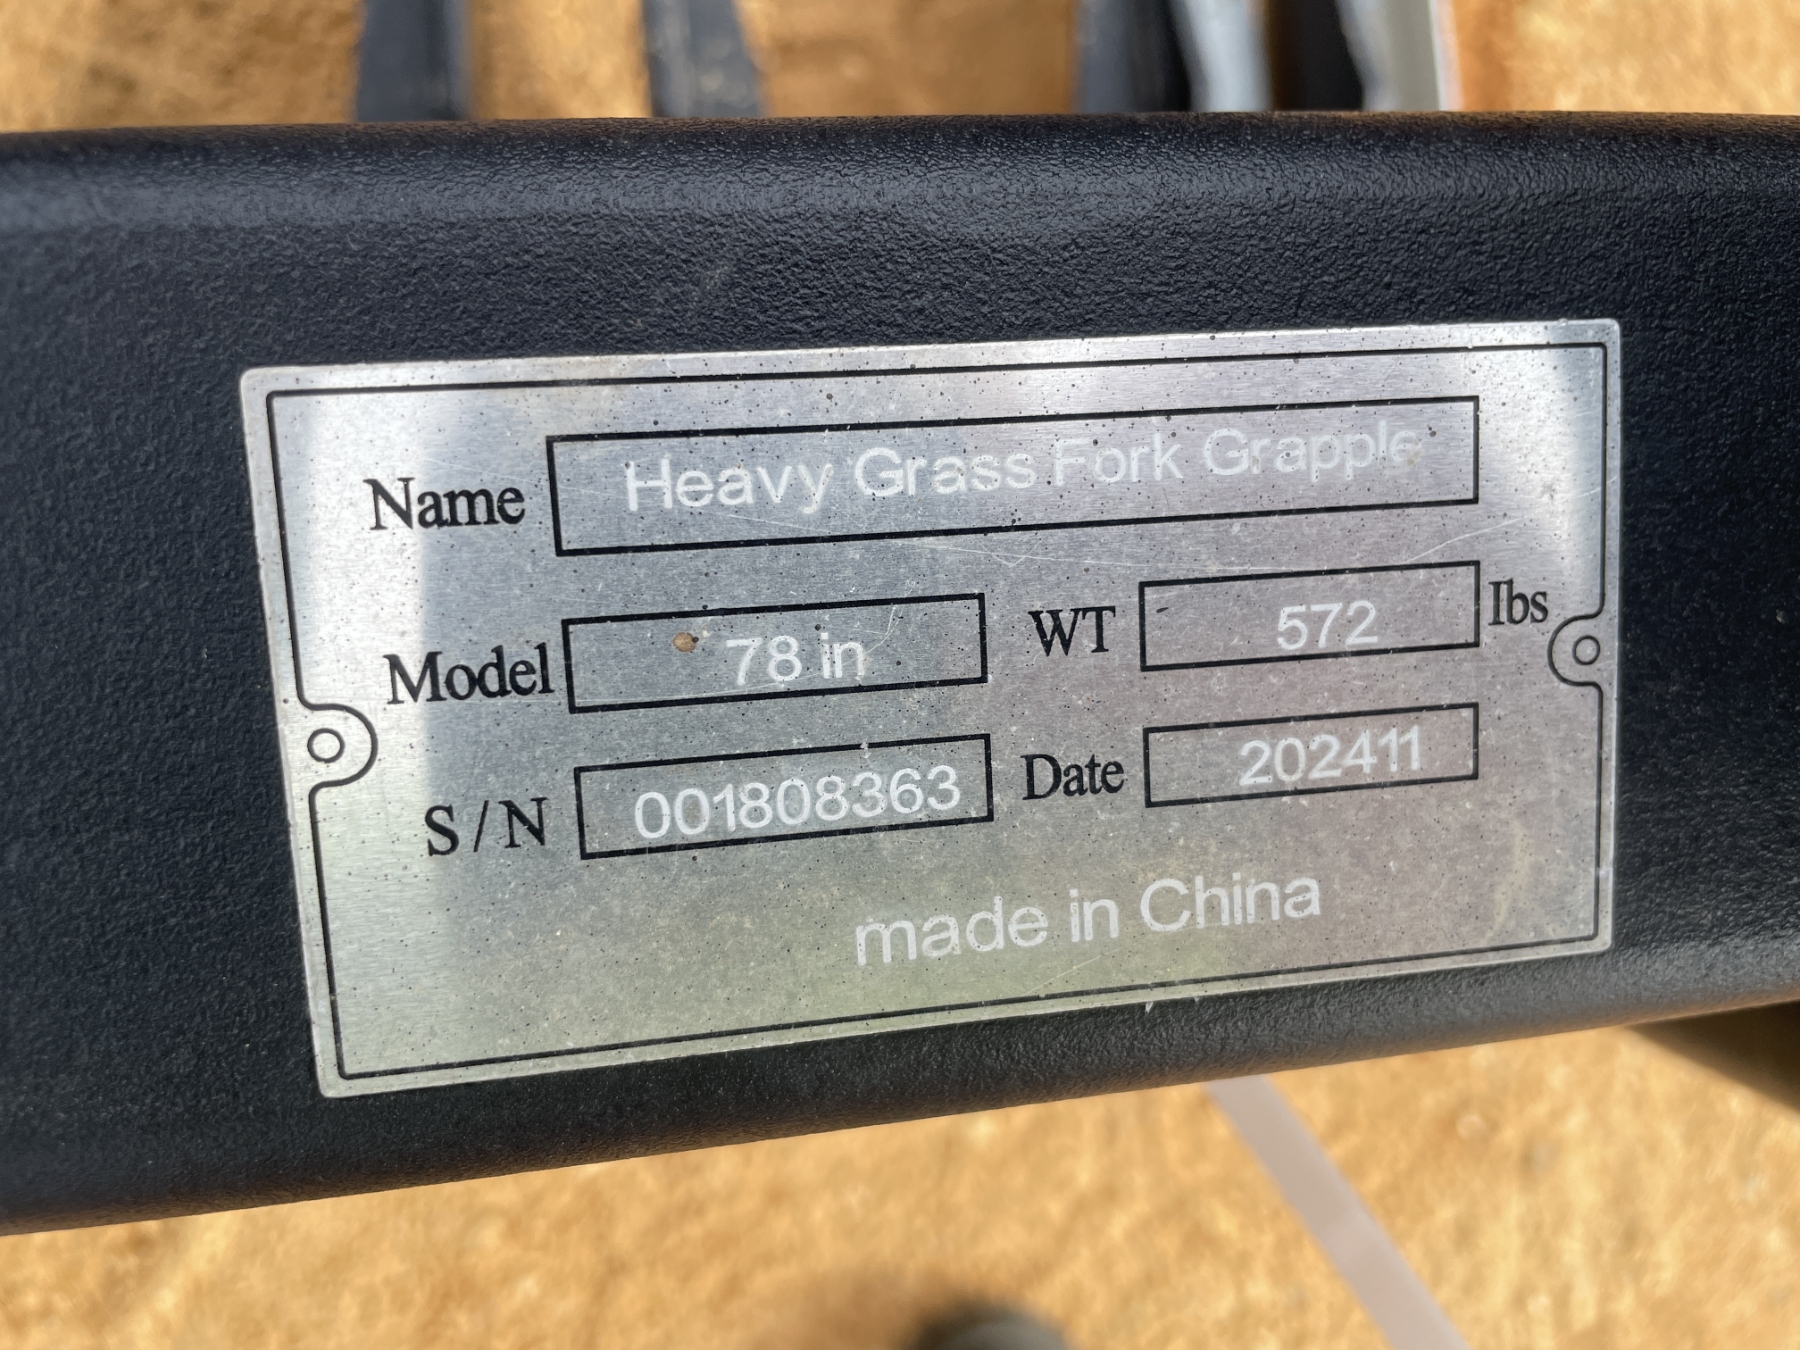 Name Heavy Grass Fork Grapple
Model 78 in WT 572 lbs
S/N 001808363 Date 202411
made in China